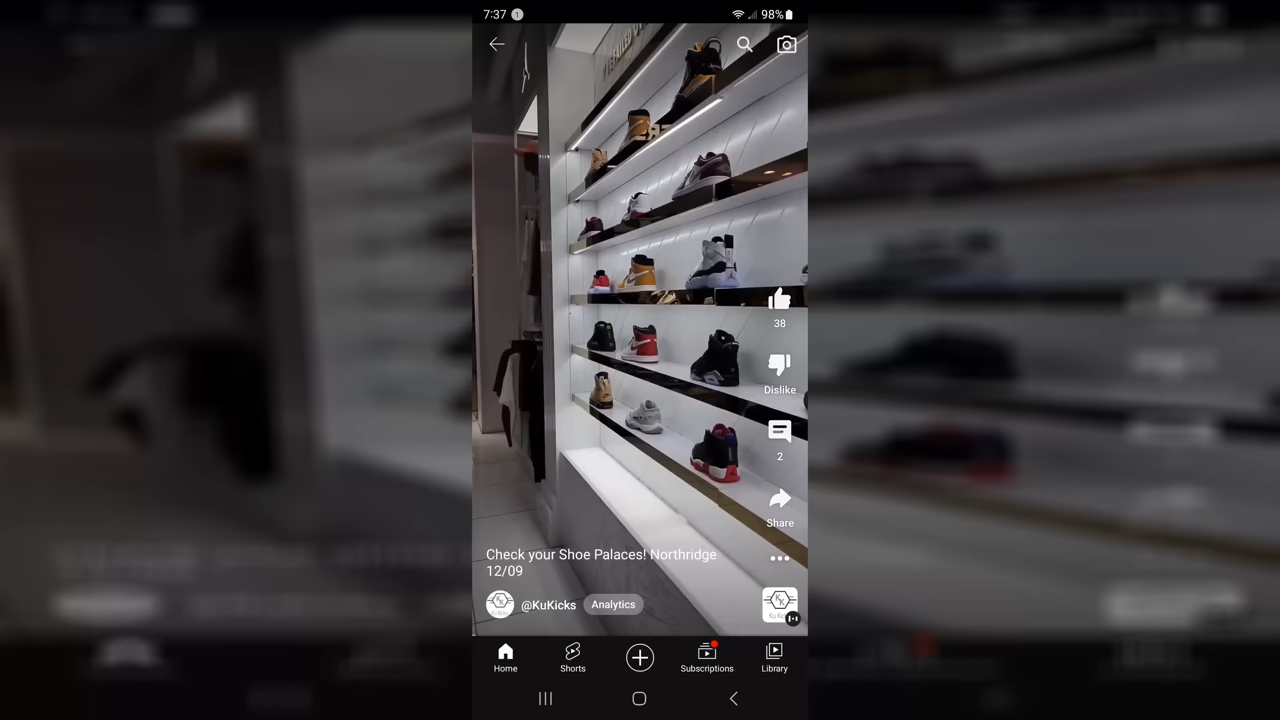 7:37
1
98%
38
Dislike
2
Share
Check your Shoe Palaces! Northridge
12/09
@KuKicks
Analytics
Home
Shorts
Subscriptions
Library